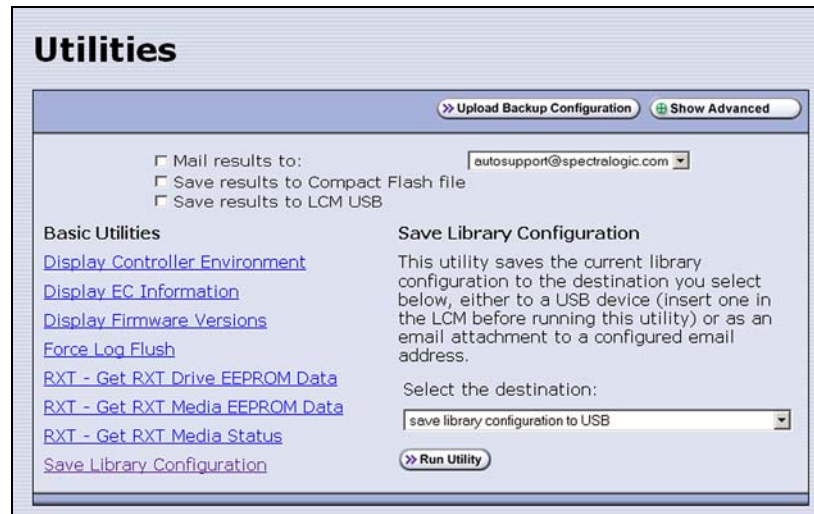 Utilities
Upload Backup Configuration
Show Advanced
Mail results to:
autosupport@spectralogic.com
Save results to Compact Flash file
Save results to LCM USB
Basic Utilities
Display Controller Environment
Display EC Information
Display Firmware Versions
Force Log Flush
RXT - Get RXT Drive EEPROM Data
RXT - Get RXT Media EEPROM Data
RXT - Get RXT Media Status
Save Library Configuration
Save Library Configuration
This utility saves the current library
configuration to the destination you select
below, either to a USB device (insert one in
the LCM before running this utility) or as an
email attachment to a configured email
address.
Select the destination:
save library configuration to USB
Run Utility